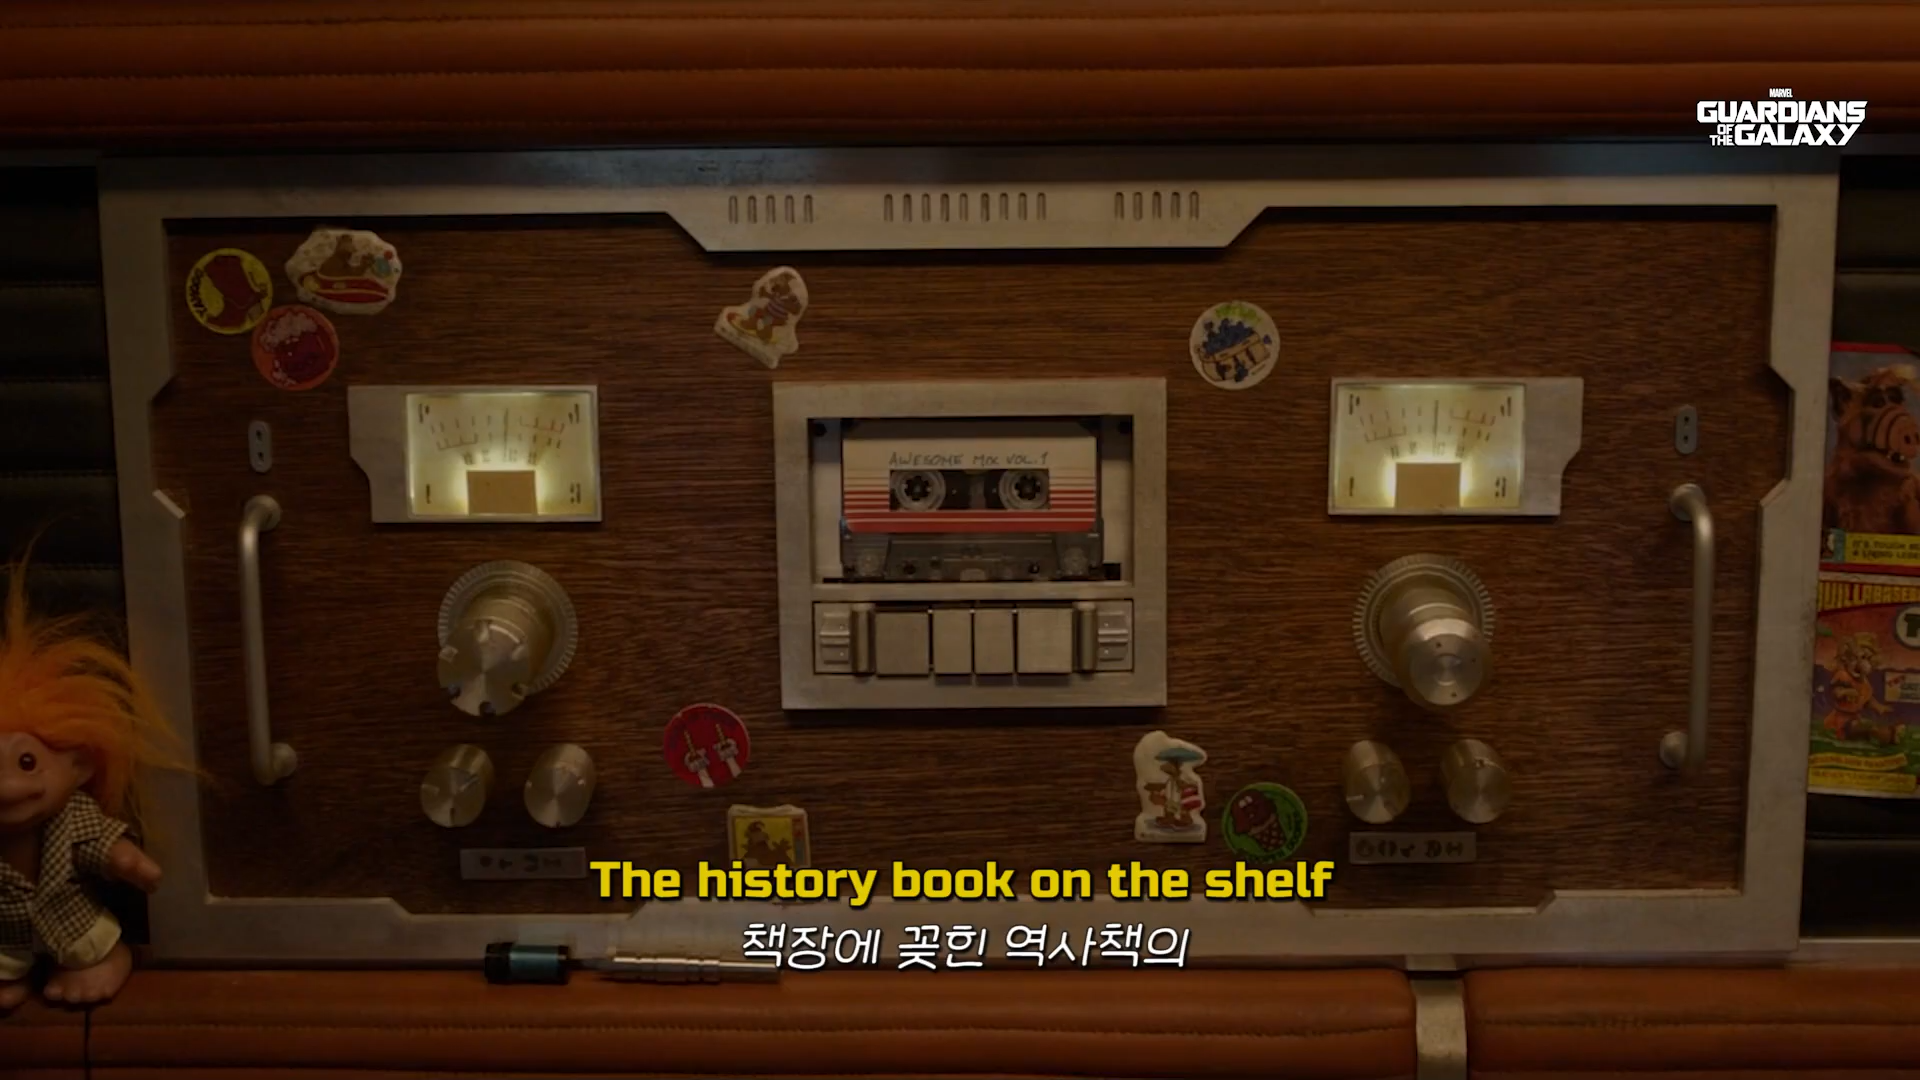 MARVEL
GUARDIANS
OF THE GALAXY
AWESOME MIX VOL. 1
The history book on the shelf
책장에 꽂힌 역사책의